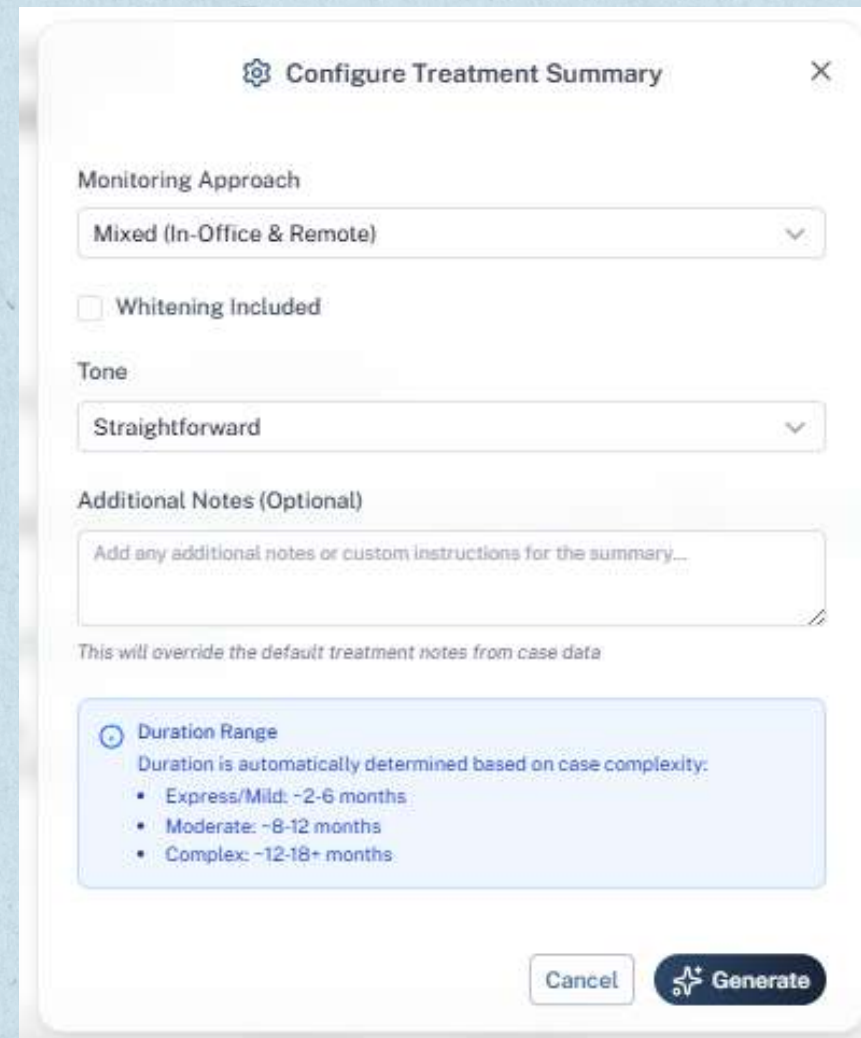 Configure Treatment Summary
Monitoring Approach
Mixed (In-Office & Remote)
Whitening Included
Tone
Straightforward
Additional Notes (Optional)
Add any additional notes or custom instructions for the summary...
This will override the default treatment notes from case data
Duration Range
Duration is automatically determined based on case complexity:
• Express/Mild: ~2-6 months
• Moderate: ~8-12 months
• Complex: ~12-18+ months
Cancel
Generate